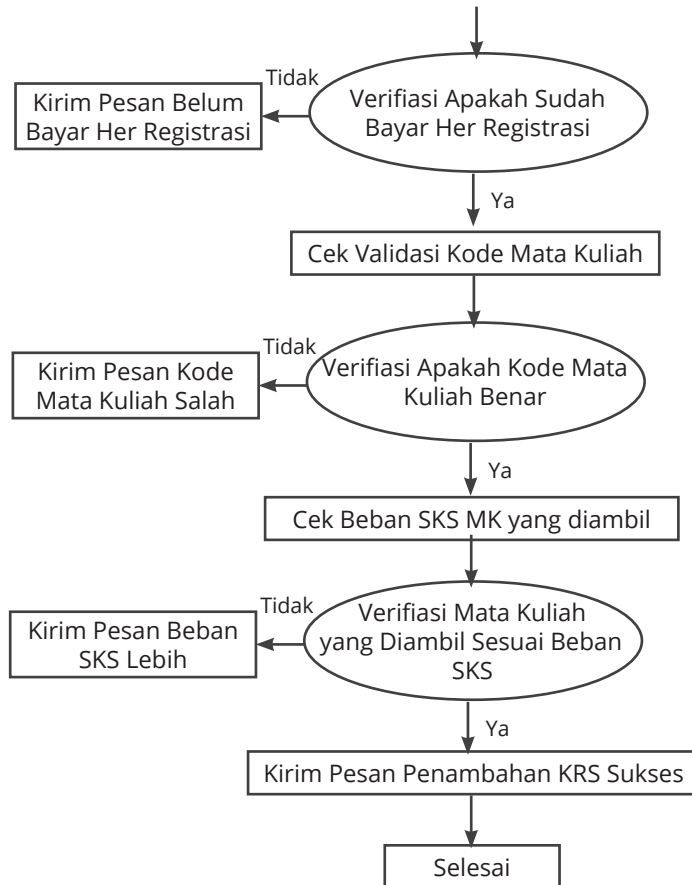 Verifiasi Apakah Sudah
Bayar Her Registrasi
Tidak
Kirim Pesan Belum
Bayar Her Registrasi
Ya
Cek Validasi Kode Mata Kuliah
Verifiasi Apakah Kode Mata
Kuliah Benar
Tidak
Kirim Pesan Kode
Mata Kuliah Salah
Ya
Cek Beban SKS MK yang diambil
Verifiasi Mata Kuliah
yang Diambil Sesuai Beban
SKS
Tidak
Kirim Pesan Beban
SKS Lebih
Ya
Kirim Pesan Penambahan KRS Sukses
Selesai